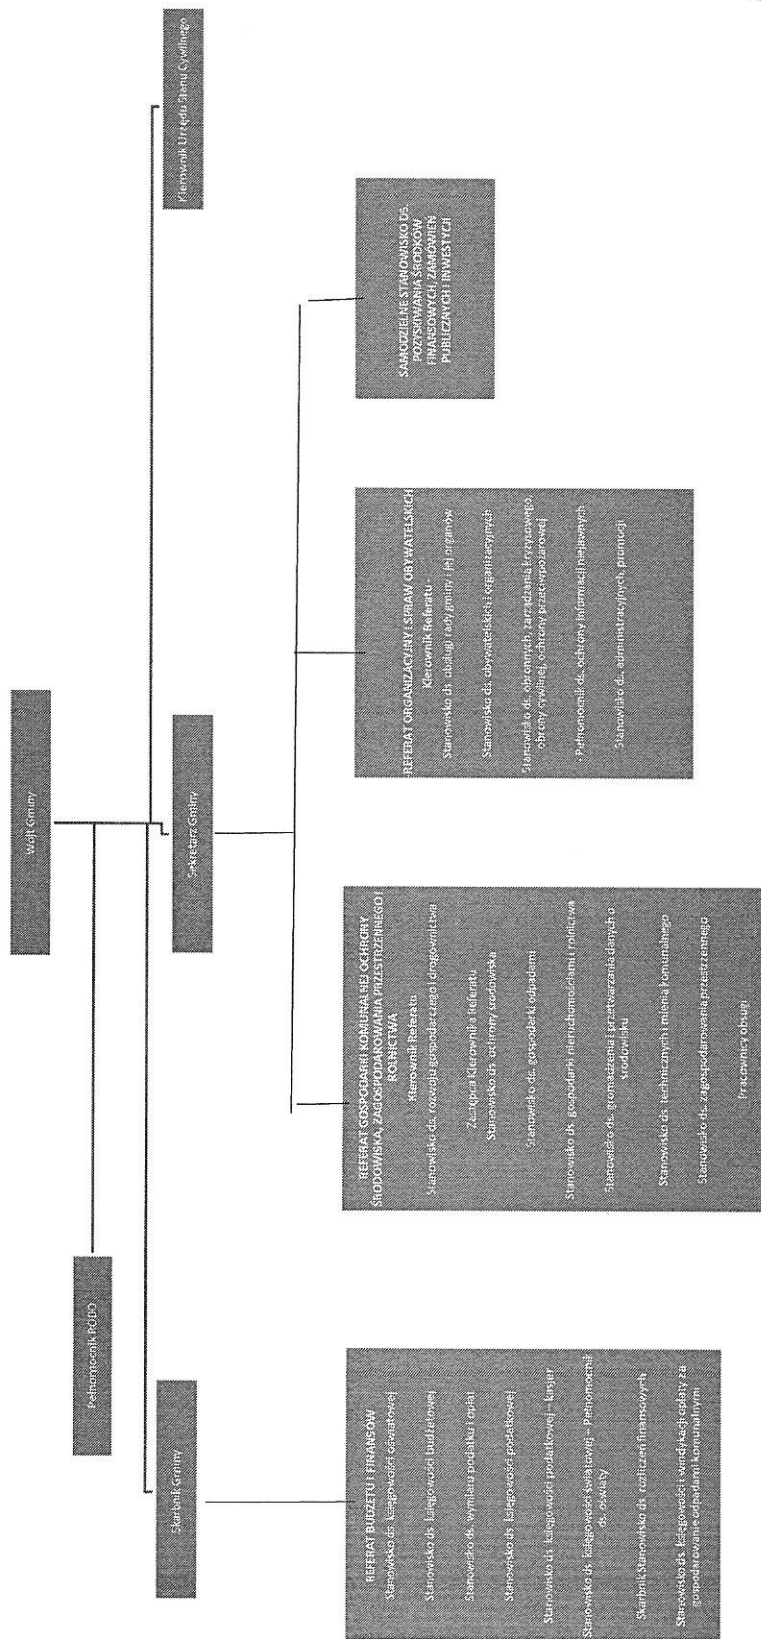 Wójt Gminy
Pełnomocnik RODO
Skarbnik Gminy
Sekretarz Gminy
Kierownik Urzędu Stanu Cywilnego
REFERAT BUDŻETU I FINANSÓW
Stanowisko ds. księgowości oświatowej
Stanowisko ds. księgowości budżetowej
Stanowisko ds. wymiaru podatku i opłat
Stanowisko ds. księgowości podatkowej
Stanowisko ds. księgowości podatkowej – kasjer
Stanowisko ds. księgowości światowej – Pełnomocnik
ds. oświaty
Skarbnik,Stanowisko ds. rozliczeń finansowych
Stanowisko ds. księgowości i windykacji opłaty za
gospodarowanie odpadami komunalnymi
REFERAT GOSPODARKI KOMUNALNEJ OCHRONY
ŚRODOWISKA, ZAGOSPODAROWANIA PRZESTRZENNEGO I
ROLNICTWA
Kierownik Referatu
Stanowisko ds. rozwoju gospodarczego i drogownictwa
Zastępca Kierownika Referatu
Stanowisko ds. ochrony środowiska
Stanowisko ds. gospodarki odpadami
Stanowisko ds. gospodarki nieruchomościami i rolnictwa
Stanowisko ds. gromadzenia i przetwarzania danych o
środowisku
Stanowisko ds. technicznych i mienia komunalnego
Stanowisko ds. zagospodarowania przestrzennego
Pracownicy obsługi
REFERAT ORGANIZACYJNY I SPRAW OBYWATELSKICH
Kierownik Referatu -
Stanowisko ds. obsługi rady gminy i jej organów
Stanowisko ds. obywatelskich i organizacyjnych
Stanowisko ds. obronnych, zarządzania kryzysowego,
obrony cywilnej, ochrony przeciwpożarowej
- Pełnomocnik ds. ochrony informacji niejawnych
Stanowisko ds. administracyjnych, promocji
SAMODZIELNE STANOWISKO DS.
POZYSKIWANIA ŚRODKÓW
FINANSOWYCH, ZAMÓWIEŃ
PUBLICZNYCH I INWESTYCJI